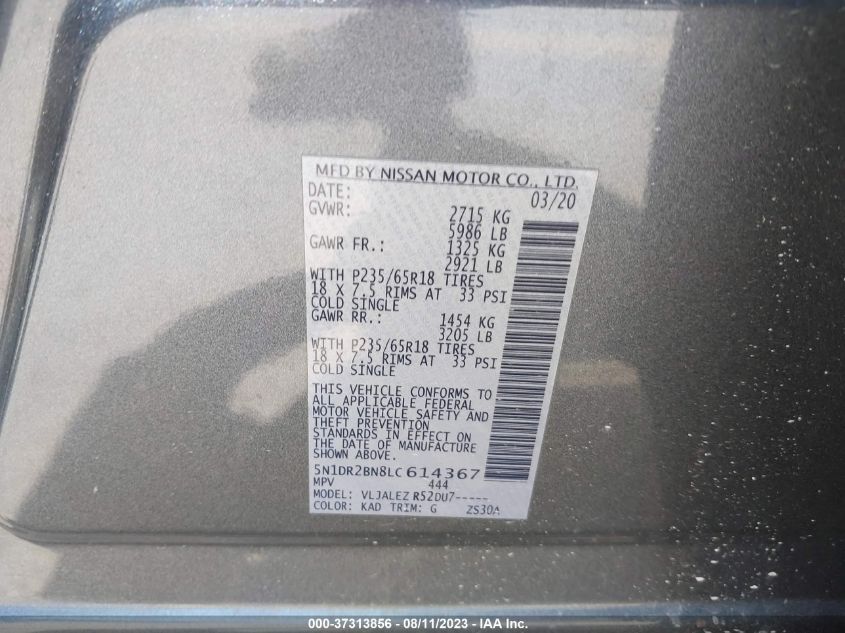 MFD BY NISSAN MOTOR CO., LTD.
DATE: 03/20
GVWR: 2715 KG
5986 LB
GAWR FR.: 1325 KG
2921 LB
WITH P235/65R18 TIRES
18 X 7.5 RIMS AT 33 PSI
COLD SINGLE
GAWR RR.: 1454 KG
3205 LB
WITH P235/65R18 TIRES
18 X 7.5 RIMS AT 33 PSI
COLD SINGLE
THIS VEHICLE CONFORMS TO
ALL APPLICABLE FEDERAL
MOTOR VEHICLE SAFETY AND
THEFT PREVENTION
STANDARDS IN EFFECT ON
THE DATE OF MANUFACTURE
SHOWN ABOVE.
5N1DR2BN8LC614367
MPV 444
MODEL: VLJALEZ R52DU7-----
COLOR: KAD TRIM: G ZS30A
000-37313856 - 08/11/2023 - IAA Inc.